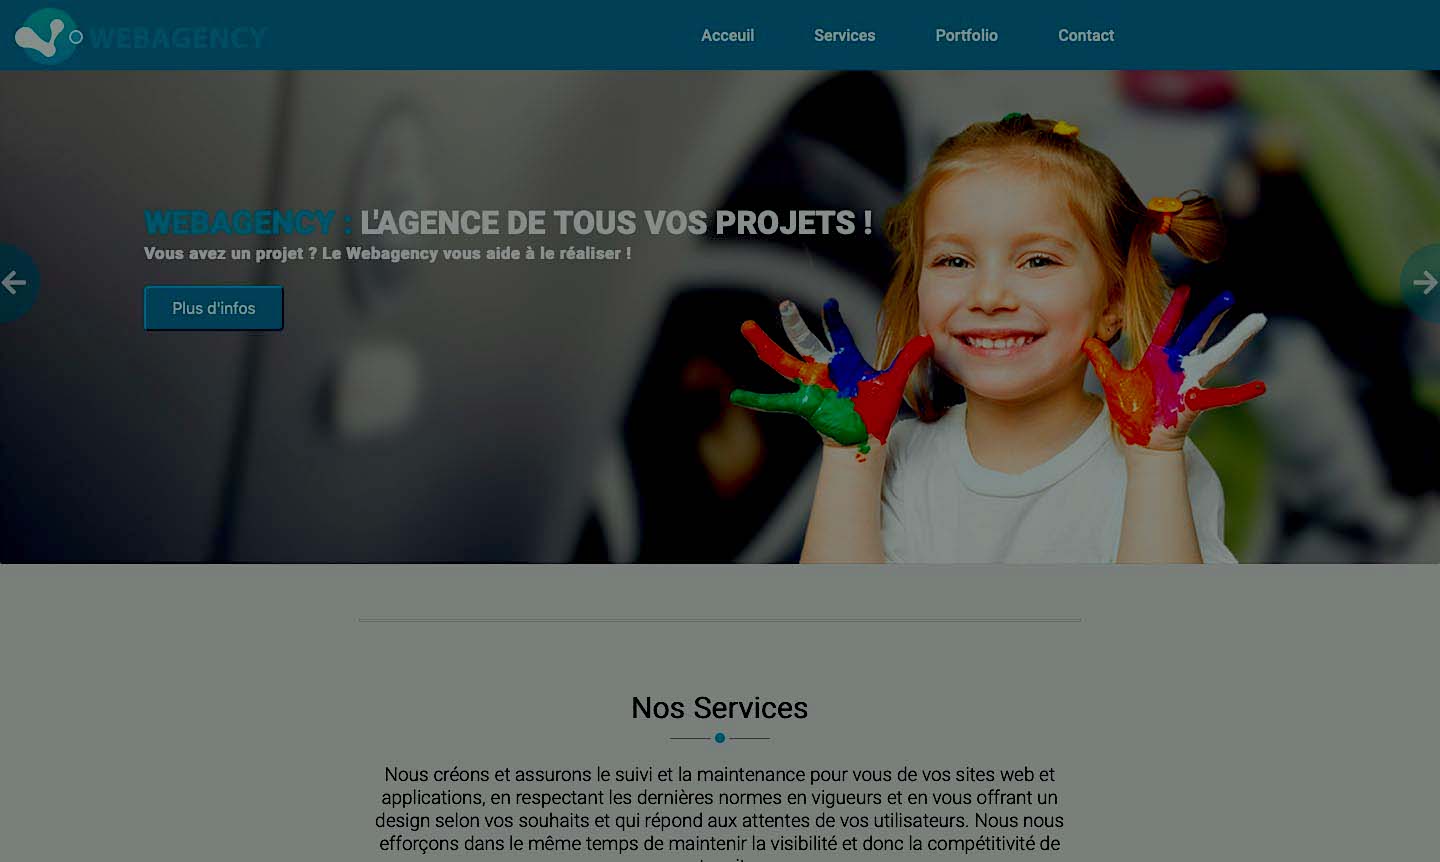 WEBAGENCY
Acceuil Services Portfolio Contact
WEBAGENCY : L'AGENCE DE TOUS VOS PROJETS !
Vous avez un projet ? Le Webagency vous aide à le réaliser !
Plus d'infos
Nos Services
Nous créons et assurons le suivi et la maintenance pour vous de vos sites web et
applications, en respectant les dernières normes en vigueurs et en vous offrant un
design selon vos souhaits et qui répond aux attentes de vos utilisateurs. Nous nous
efforçons dans le même temps de maintenir la visibilité et donc la compétitivité de